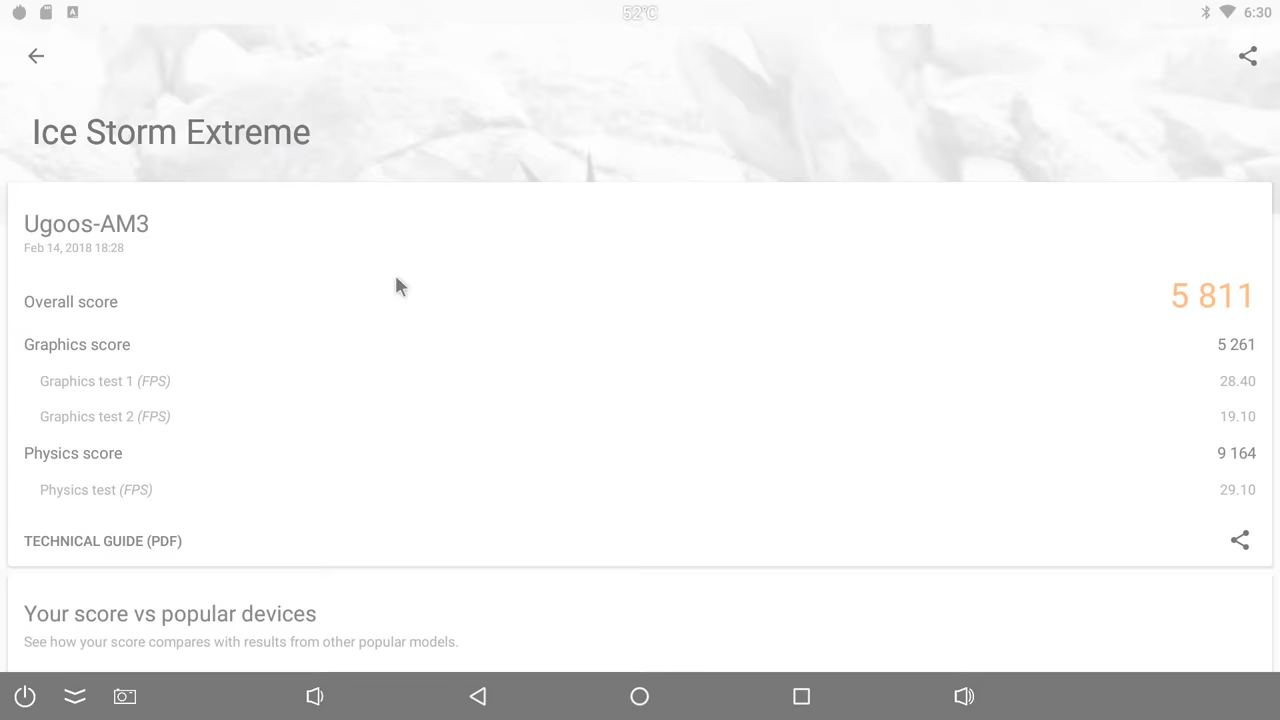 52°C
6:30
Ice Storm Extreme
Ugoos-AM3
Feb 14, 2018 18:28
Overall score 5 811
Graphics score 5 261
Graphics test 1 (FPS) 28.40
Graphics test 2 (FPS) 19.10
Physics score 9 164
Physics test (FPS) 29.10
TECHNICAL GUIDE (PDF)
Your score vs popular devices
See how your score compares with results from other popular models.